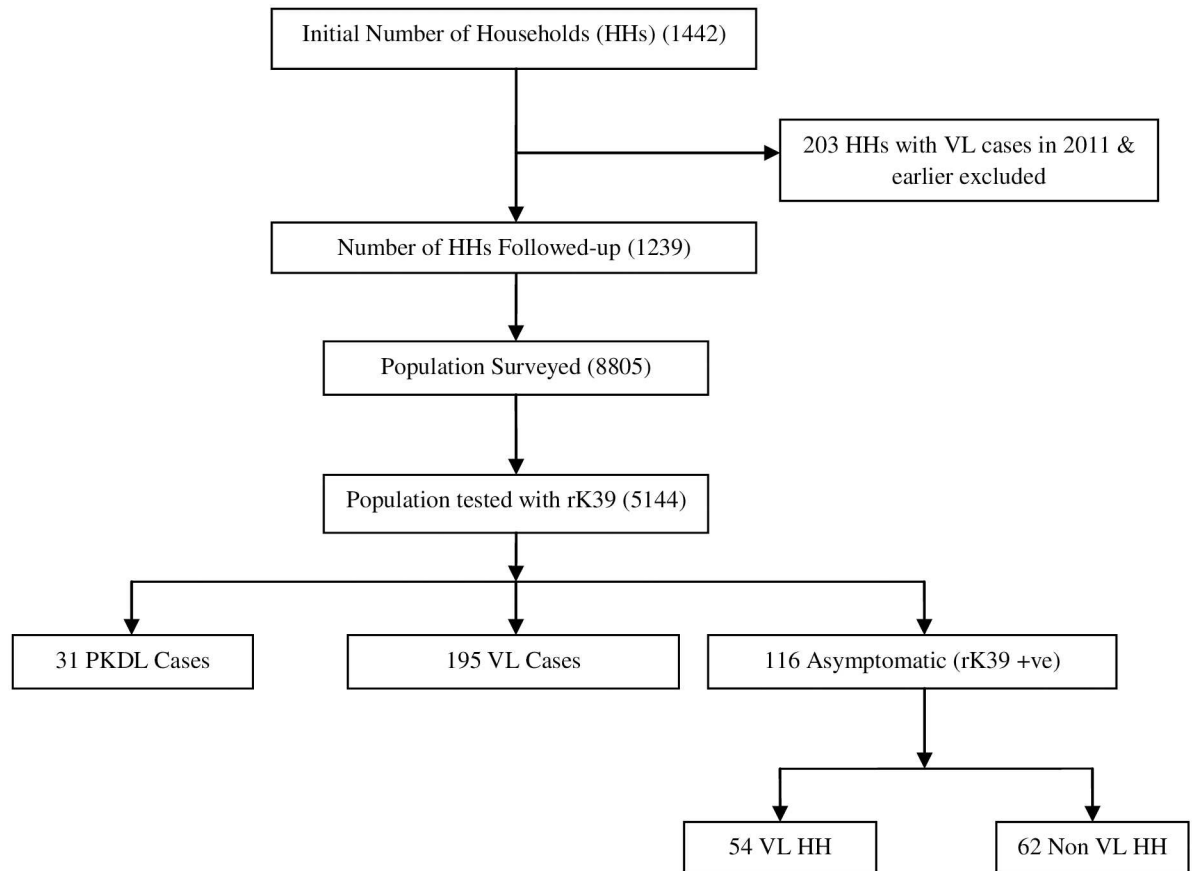 Initial Number of Households (HHs) (1442)
203 HHs with VL cases in 2011 &
earlier excluded
Number of HHs Followed-up (1239)
Population Surveyed (8805)
Population tested with rK39 (5144)
31 PKDL Cases
195 VL Cases
116 Asymptomatic (rK39 +ve)
54 VL HH
62 Non VL HH